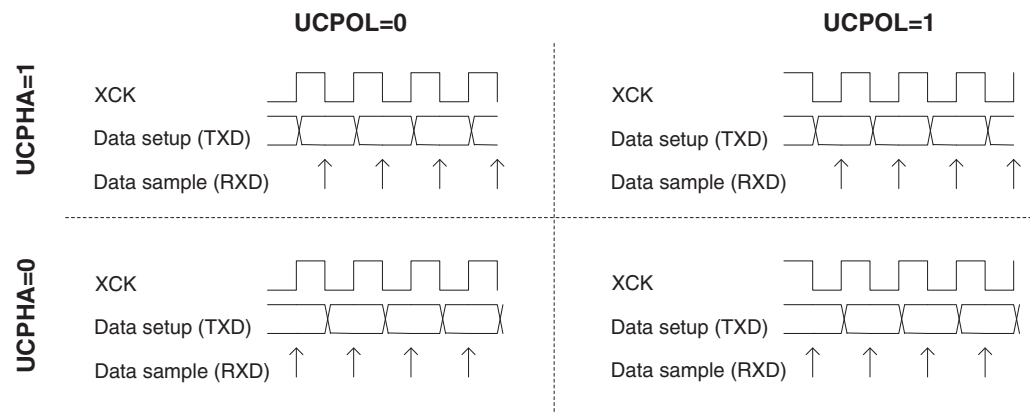 UCPOL=0
UCPOL=1
UCPHA=1
XCK
Data setup (TXD)
Data sample (RXD)
XCK
Data setup (TXD)
Data sample (RXD)
UCPHA=0
XCK
Data setup (TXD)
Data sample (RXD)
XCK
Data setup (TXD)
Data sample (RXD)